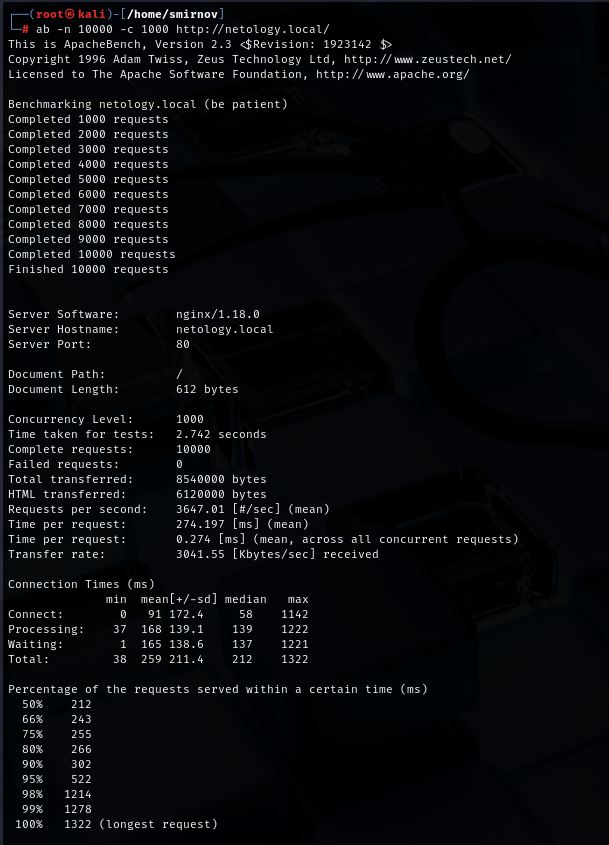 ┌──(root㉿kali)-[/home/smirnov]
└─# ab -n 10000 -c 1000 http://netology.local/
This is ApacheBench, Version 2.3 <$Revision: 1923142 $>
Copyright 1996 Adam Twiss, Zeus Technology Ltd, http://www.zeustech.net/
Licensed to The Apache Software Foundation, http://www.apache.org/

Benchmarking netology.local (be patient)
Completed 1000 requests
Completed 2000 requests
Completed 3000 requests
Completed 4000 requests
Completed 5000 requests
Completed 6000 requests
Completed 7000 requests
Completed 8000 requests
Completed 9000 requests
Completed 10000 requests
Finished 10000 requests


Server Software:        nginx/1.18.0
Server Hostname:        netology.local
Server Port:            80

Document Path:          /
Document Length:        612 bytes

Concurrency Level:      1000
Time taken for tests:   2.742 seconds
Complete requests:      10000
Failed requests:        0
Total transferred:      8540000 bytes
HTML transferred:       6120000 bytes
Requests per second:    3647.01 [#/sec] (mean)
Time per request:       274.197 [ms] (mean)
Time per request:       0.274 [ms] (mean, across all concurrent requests)
Transfer rate:          3041.55 [Kbytes/sec] received

Connection Times (ms)
              min  mean[+/-sd] median   max
Connect:        0   91 172.4     58    1142
Processing:    37  168 139.1    139    1222
Waiting:        1  165 138.6    137    1221
Total:         38  259 211.4    212    1322

Percentage of the requests served within a certain time (ms)
  50%    212
  66%    243
  75%    255
  80%    266
  90%    302
  95%    522
  98%   1214
  99%   1278
 100%   1322 (longest request)